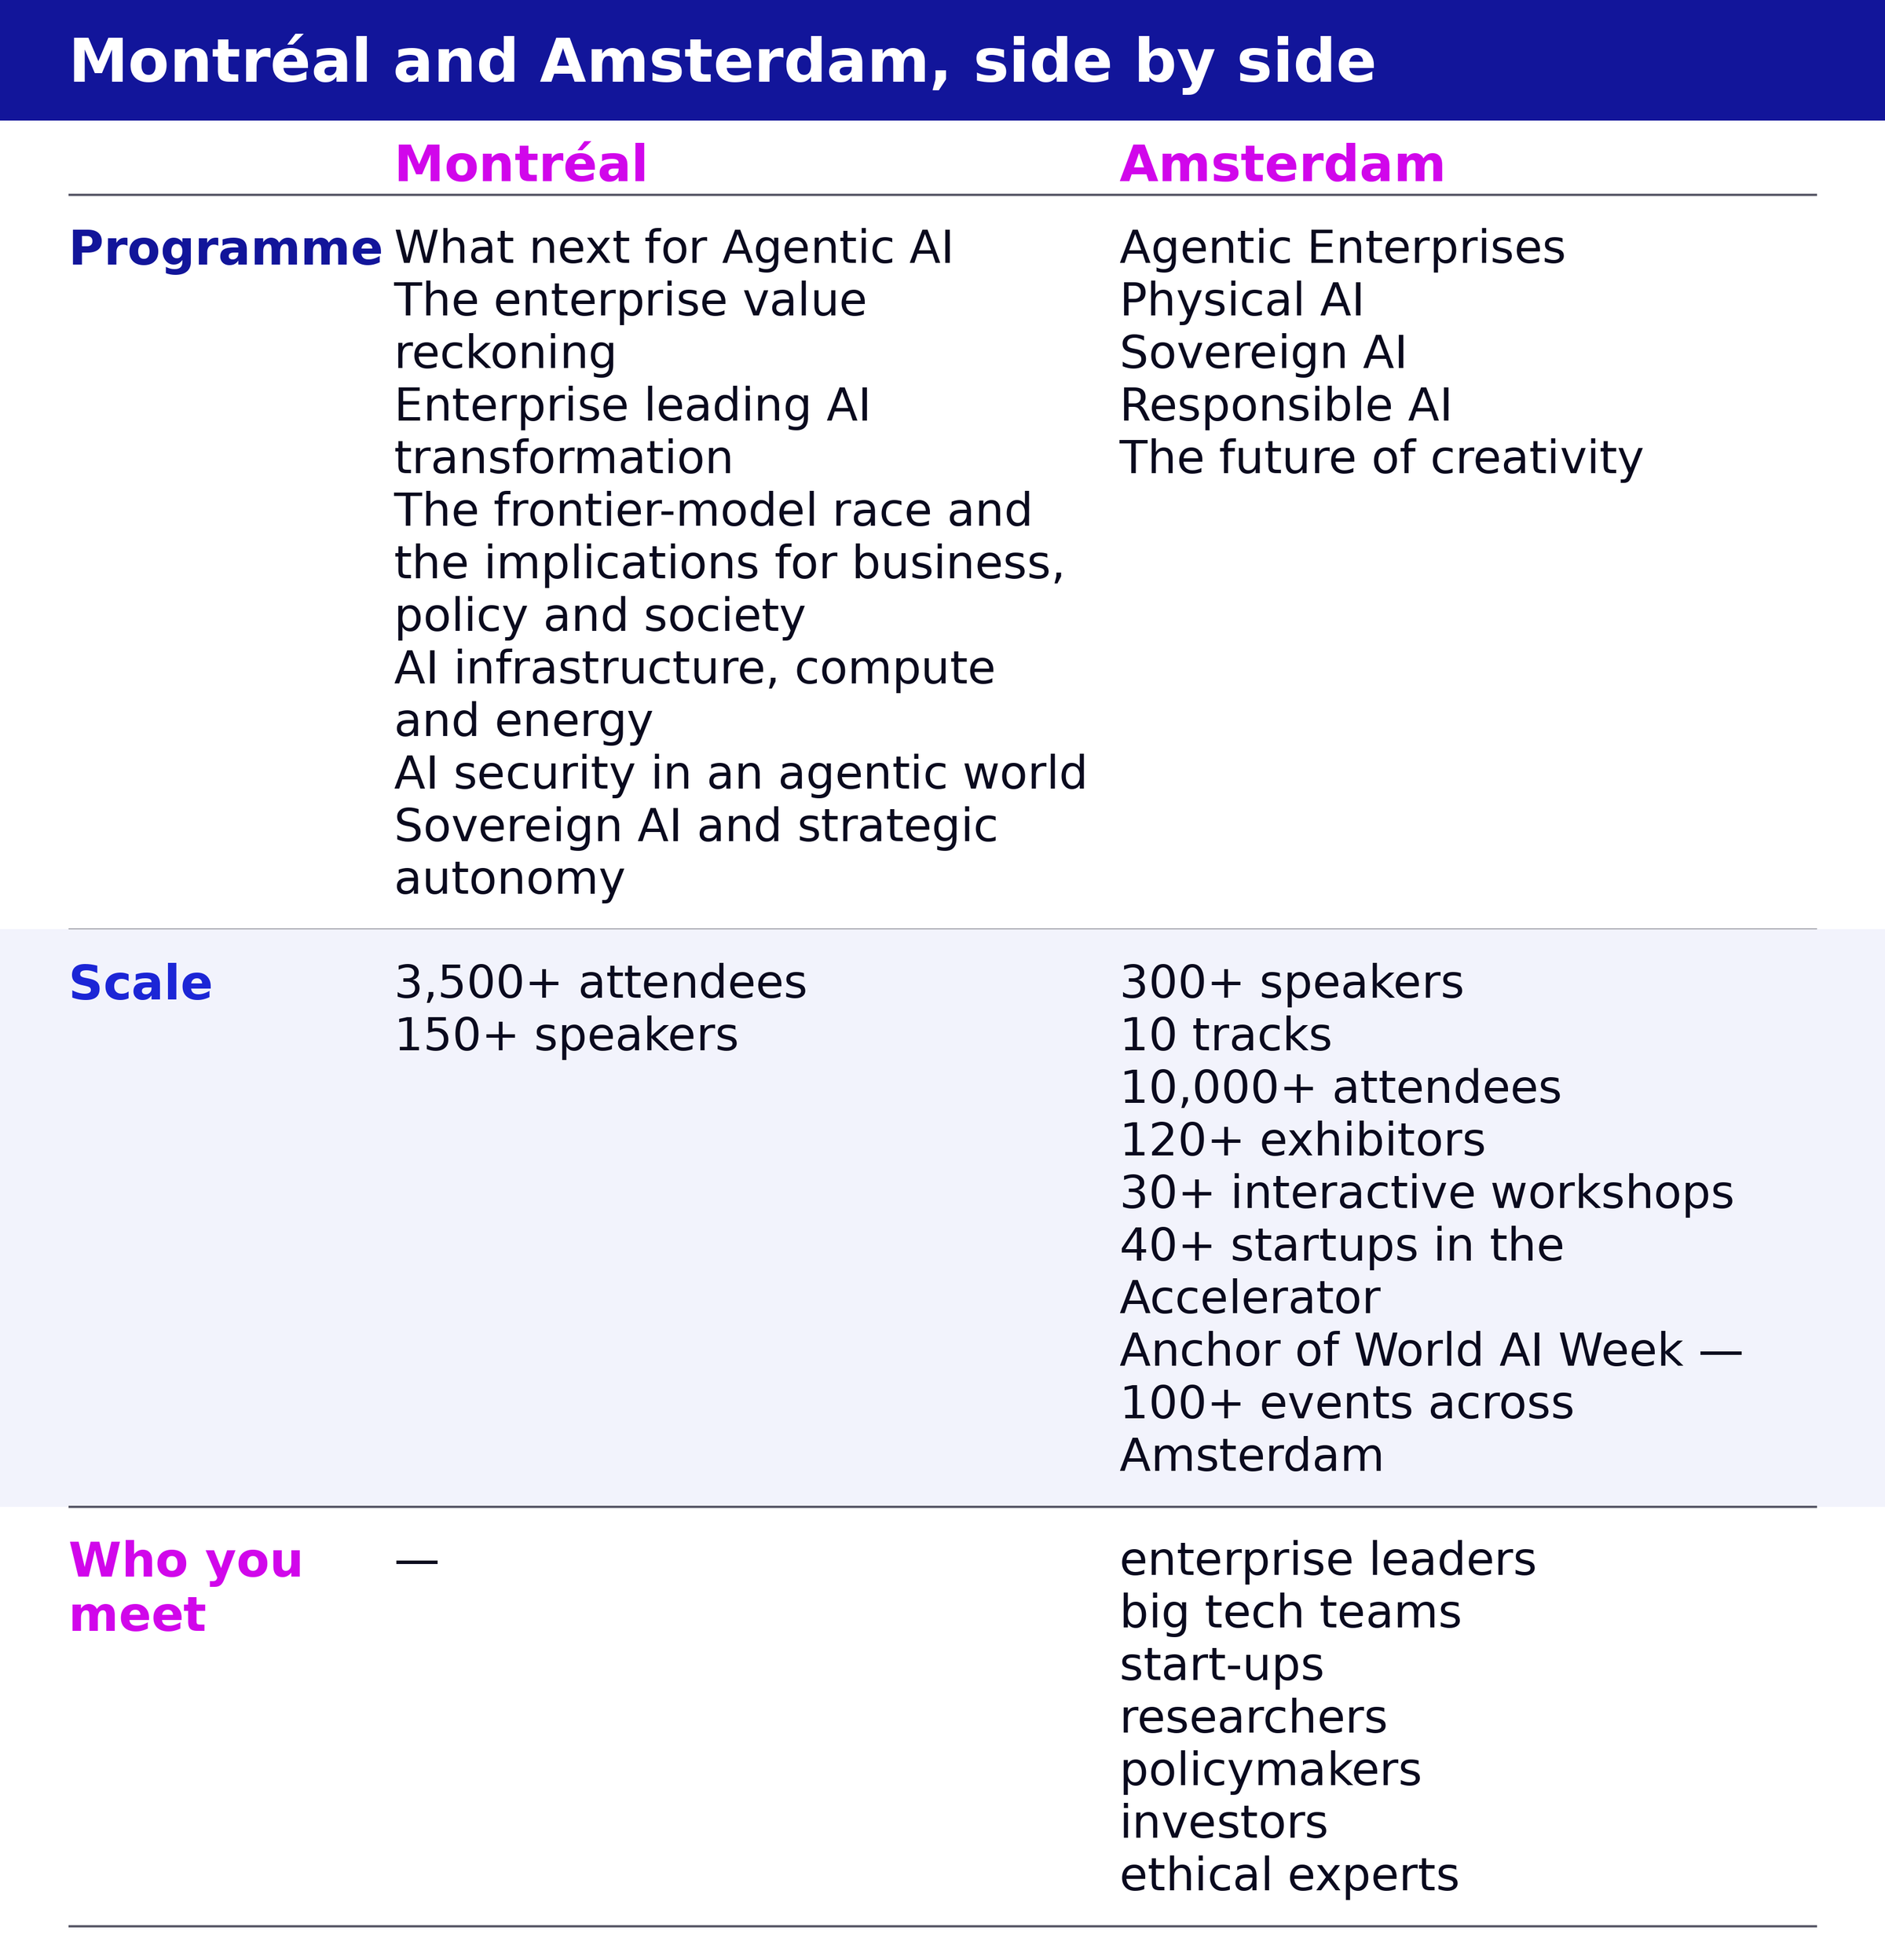 Montréal and Amsterdam, side by side
Montréal
Amsterdam
Programme
What next for Agentic AI
The enterprise value
reckoning
Enterprise leading AI
transformation
The frontier-model race and
the implications for business,
policy and society
AI infrastructure, compute
and energy
AI security in an agentic world
Sovereign AI and strategic
autonomy
Agentic Enterprises
Physical AI
Sovereign AI
Responsible AI
The future of creativity
Scale
3,500+ attendees
150+ speakers
300+ speakers
10 tracks
10,000+ attendees
120+ exhibitors
30+ interactive workshops
40+ startups in the
Accelerator
Anchor of World AI Week —
100+ events across
Amsterdam
Who you
meet
—
enterprise leaders
big tech teams
start-ups
researchers
policymakers
investors
ethical experts